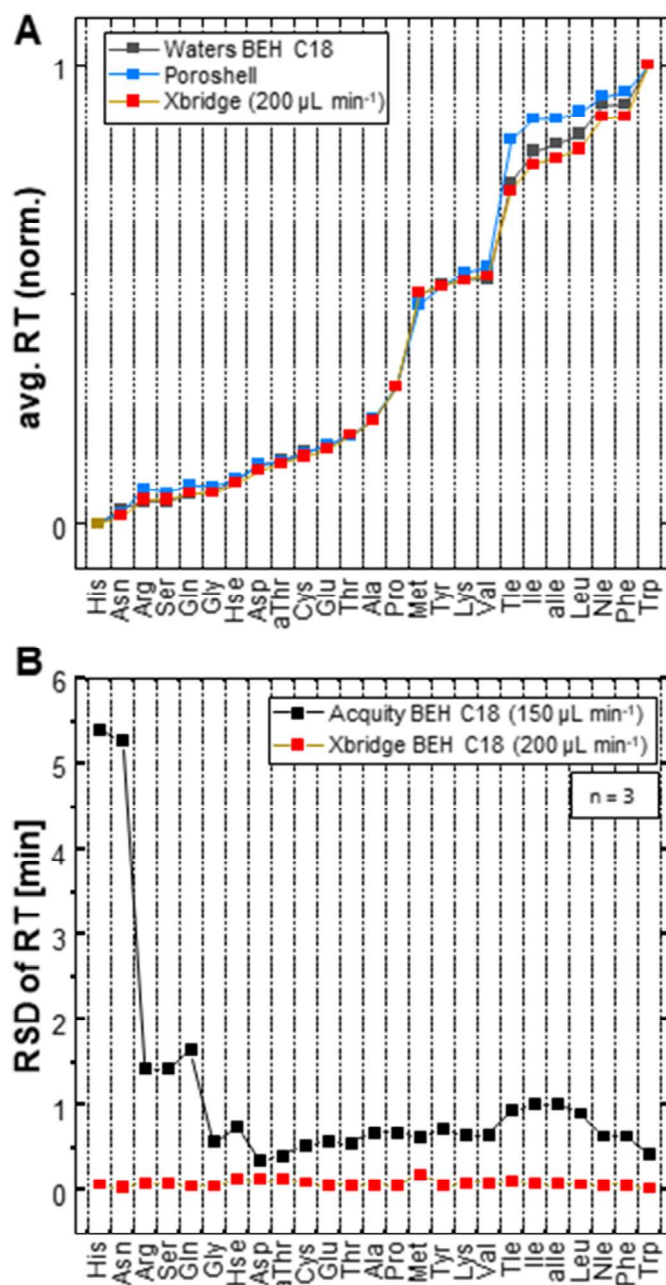 A
Waters BEH C18
Poroshell
Xbridge (200 µL min⁻¹)
1
0
avg. RT (norm.)
His
Asn
Arg
Ser
Gln
Gly
Hse
Asp
aThr
Cys
Glu
Thr
Ala
Pro
Met
Tyr
Lys
Val
Tle
Ile
alle
Leu
Nle
Phe
Trp
B
Acquity BEH C18 (150 µL min⁻¹)
Xbridge BEH C18 (200 µL min⁻¹)
n = 3
6
5
4
3
2
1
0
RSD of RT [min]
His
Asn
Arg
Ser
Gln
Gly
Hse
Asp
aThr
Cys
Glu
Thr
Ala
Pro
Met
Tyr
Lys
Val
Tle
Ile
alle
Leu
Nle
Phe
Trp